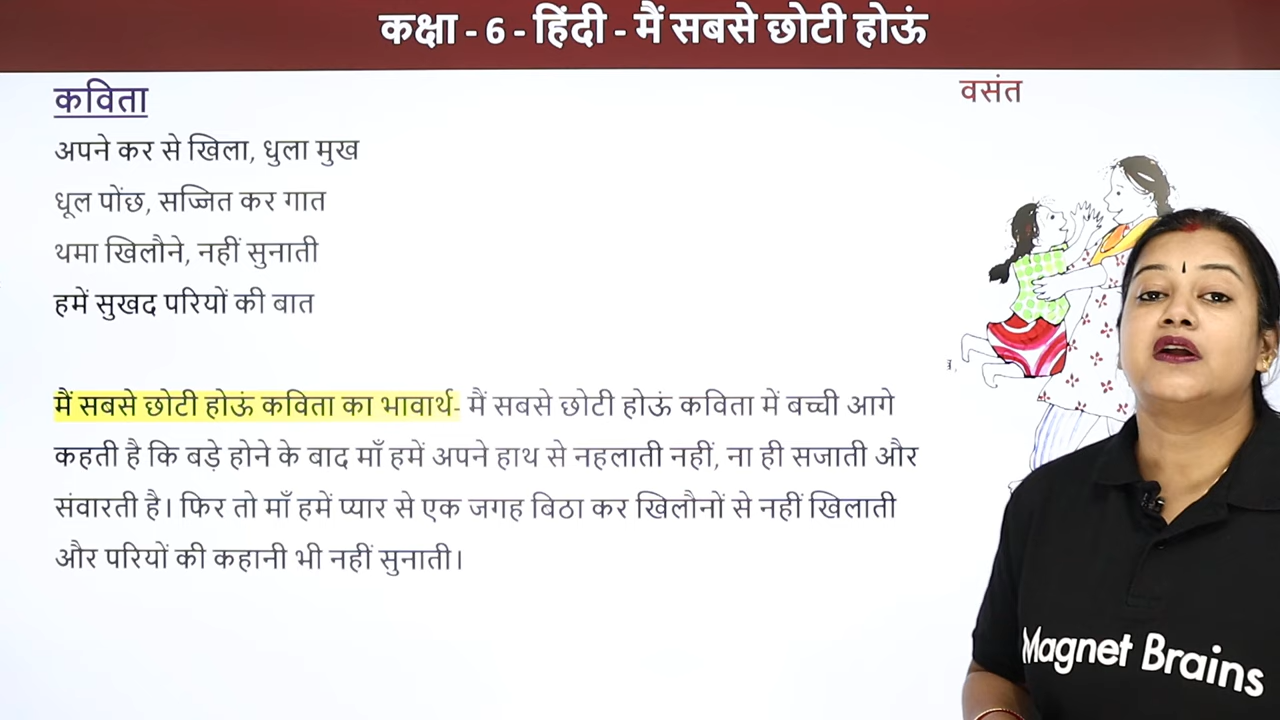 कक्षा - 6 - हिंदी - मैं सबसे छोटी होऊं
कविता
वसंत
अपने कर से खिला, धुला मुख
धूल पोंछ, सज्जित कर गात
थमा खिलौने, नहीं सुनाती
हमें सुखद परियों की बात
मैं सबसे छोटी होऊं कविता का भावार्थ- मैं सबसे छोटी होऊं कविता में बच्ची आगे
कहती है कि बड़े होने के बाद माँ हमें अपने हाथ से नहलाती नहीं, ना ही सजाती और
संवारती है। फिर तो माँ हमें प्यार से एक जगह बिठा कर खिलौनों से नहीं खिलाती
और परियों की कहानी भी नहीं सुनाती।
Magnet Brains